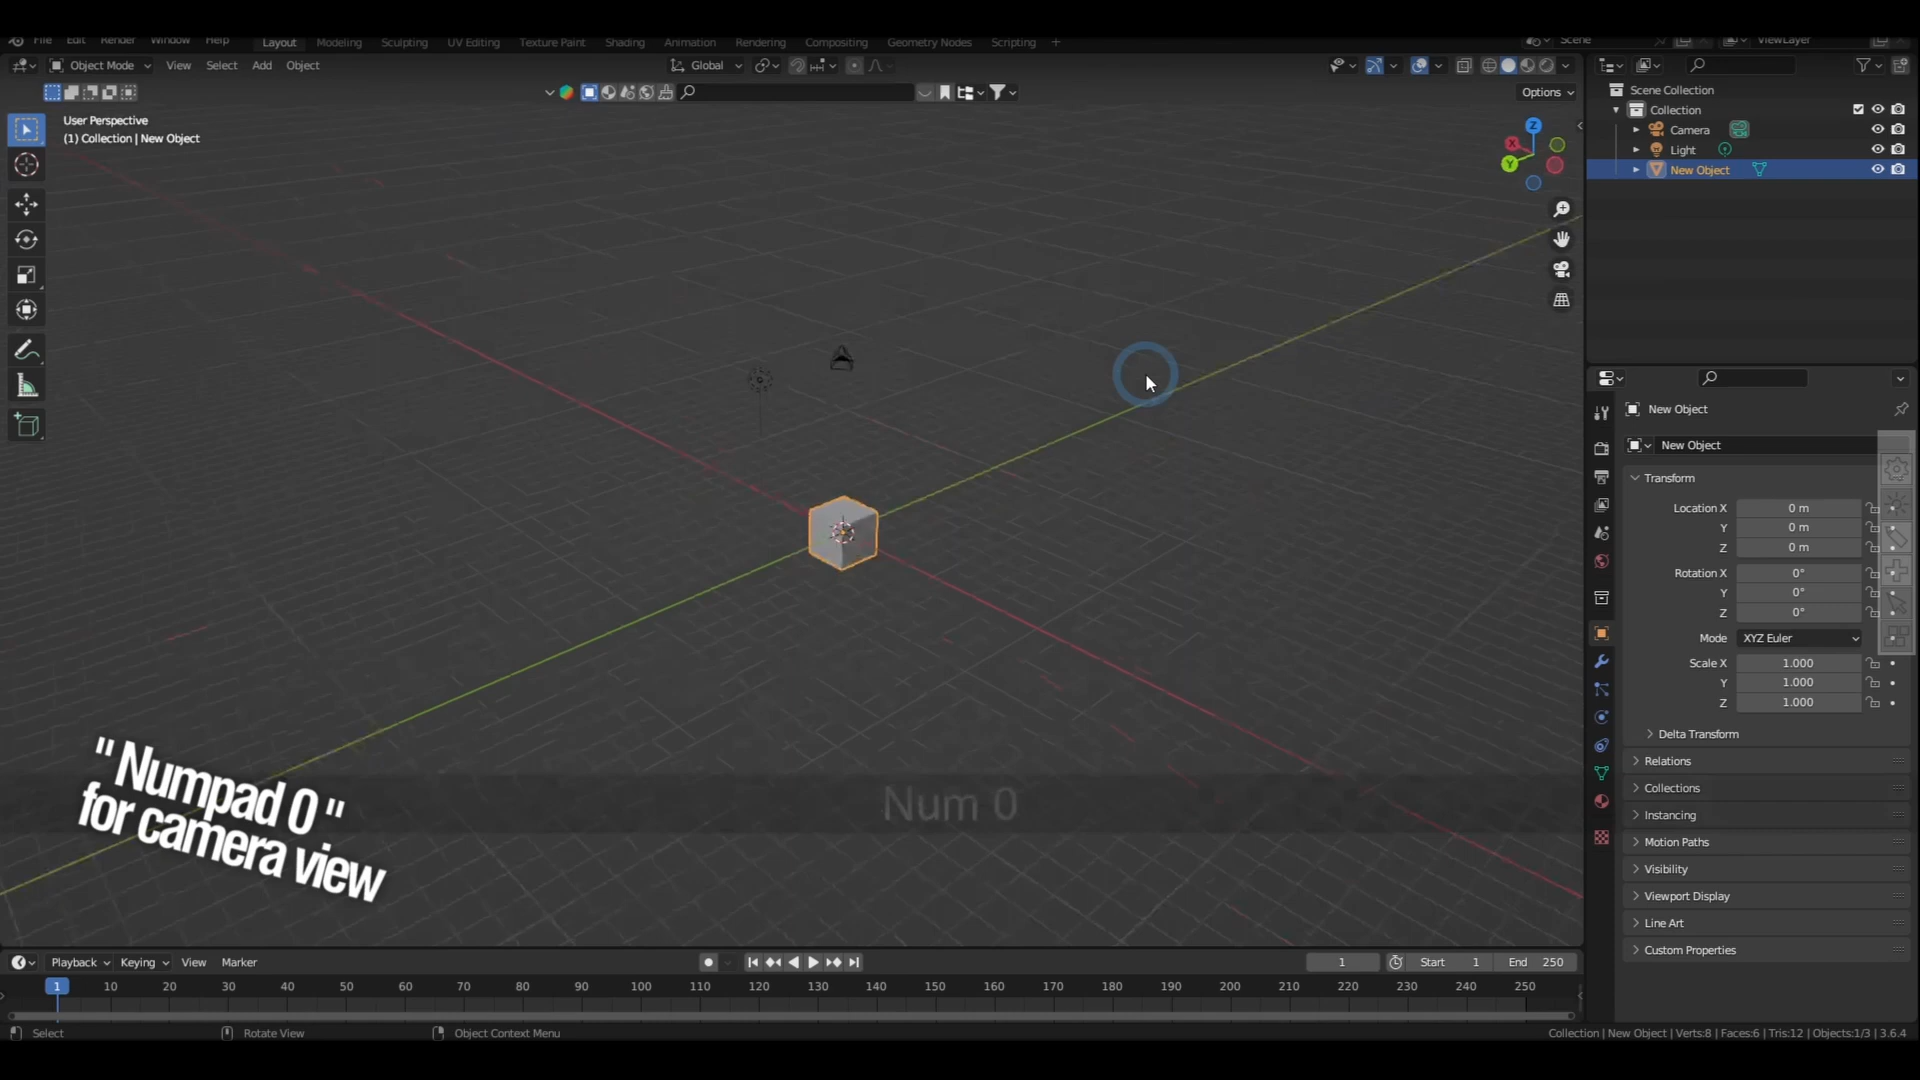 File Edit Render Window Help Layout Modeling Sculpting UV Editing Texture Paint Shading Animation Rendering Compositing Geometry Nodes Scripting + Scene ViewLayer
Object Mode View Select Add Object Global
Options
User Perspective
(1) Collection | New Object
Z
X
Y
Scene Collection
Collection
Camera
Light
New Object
New Object
New Object
Transform
Location X 0 m
Y 0 m
Z 0 m
Rotation X 0°
Y 0°
Z 0°
Mode XYZ Euler
Scale X 1.000
Y 1.000
Z 1.000
Delta Transform
Relations
Collections
Instancing
Motion Paths
Visibility
Viewport Display
Line Art
Custom Properties
"Numpad 0"
for camera view
Num 0
Playback Keying View Marker 1 Start 1 End 250
1 10 20 30 40 50 60 70 80 90 100 110 120 130 140 150 160 170 180 190 200 210 220 230 240 250
Select Rotate View Object Context Menu Collection | New Object | Verts:8 | Faces:6 | Tris:12 | Objects:1/3 | 3.6.4